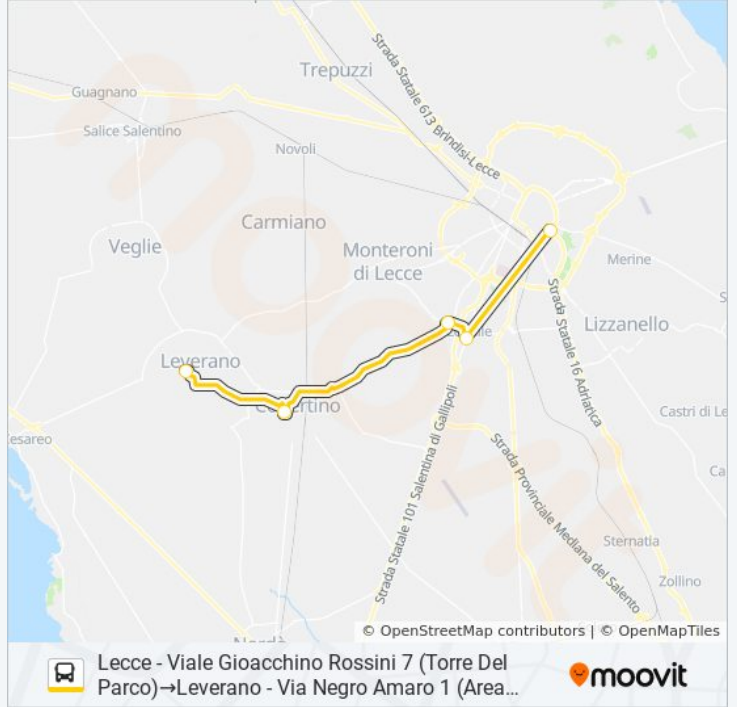 Trepuzzi
Strada Statale 613 Brindisi-Lecce
Guagnano
Salice Salentino
Novoli
Carmiano
Veglie
Monteroni
di Lecce
Merine
Lizzanello
Strada Statale 16 Adriatica
Leverano
Strada Statale 101 Salentina di Gallipoli
Castri di Le
esareo
Ca
Strada Provinciale Mediana del Salento
Sternatia
Zollino
© OpenStreetMap contributors | © OpenMapTiles
Lecce - Viale Gioacchino Rossini 7 (Torre Del
Parco)→Leverano - Via Negro Amaro 1 (Area...
moovit